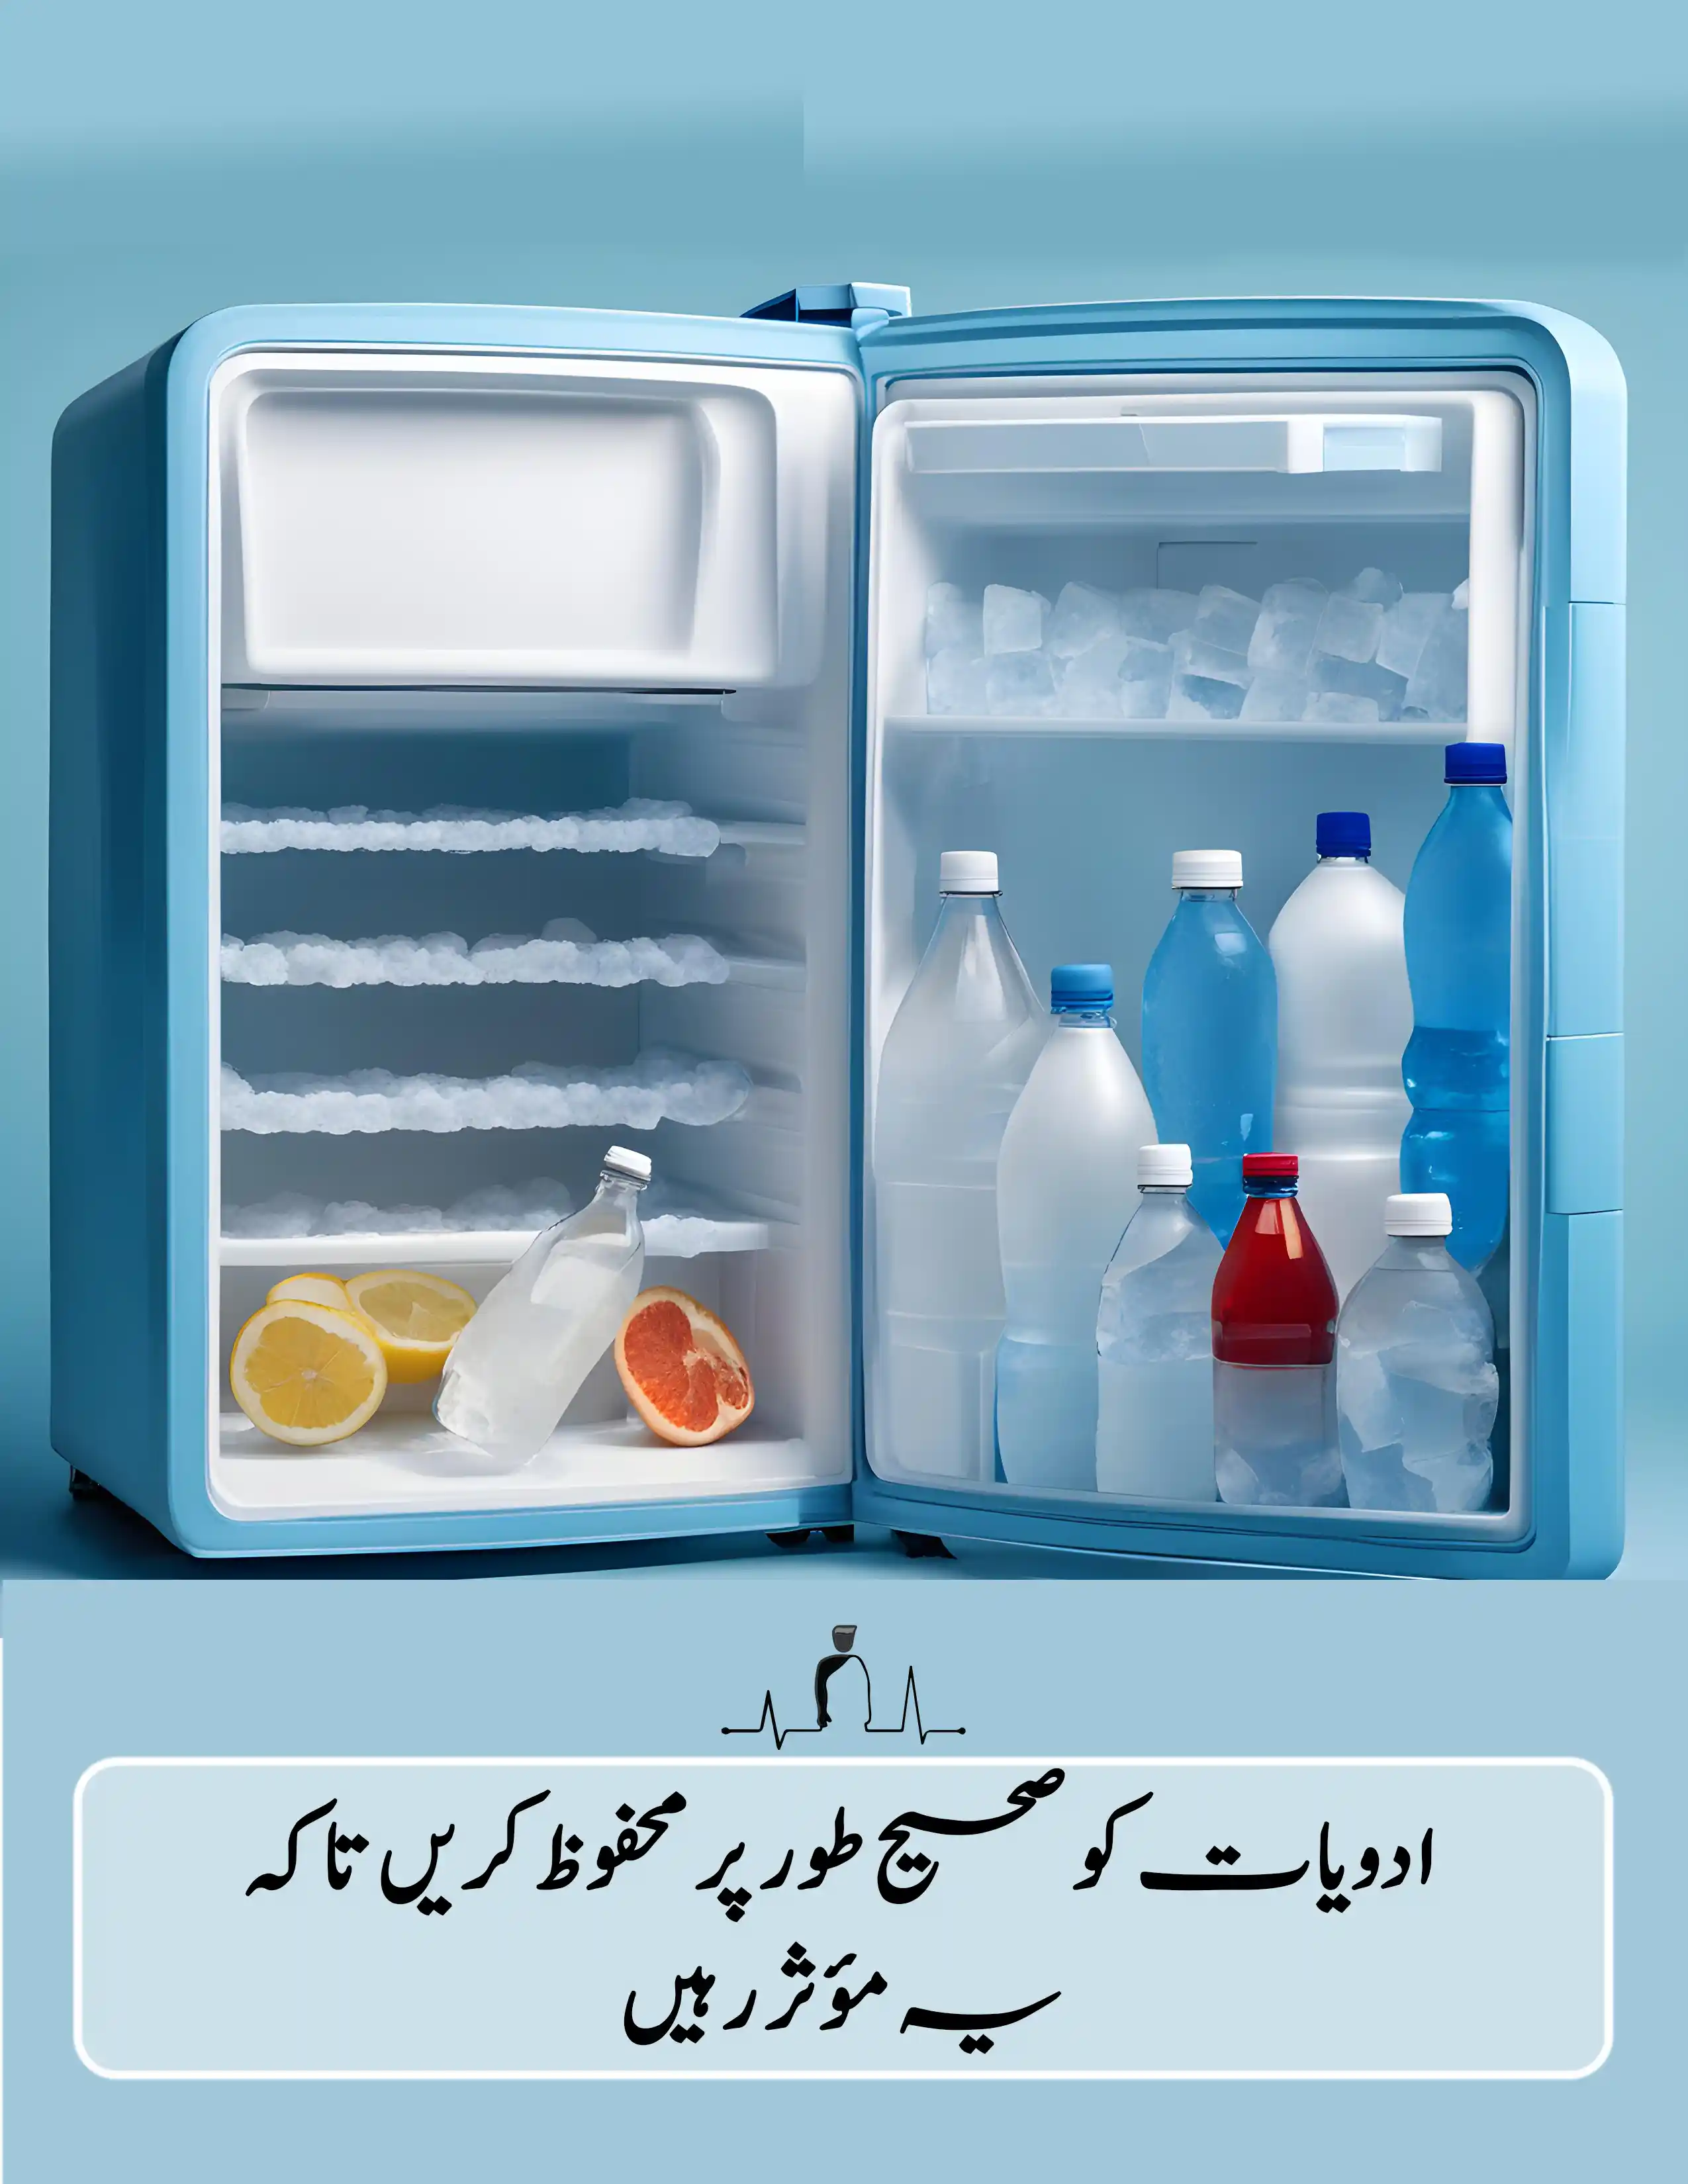 ادویات کو صحیح طور پر محفوظ کریں تاکہ
یہ مؤثر رہیں